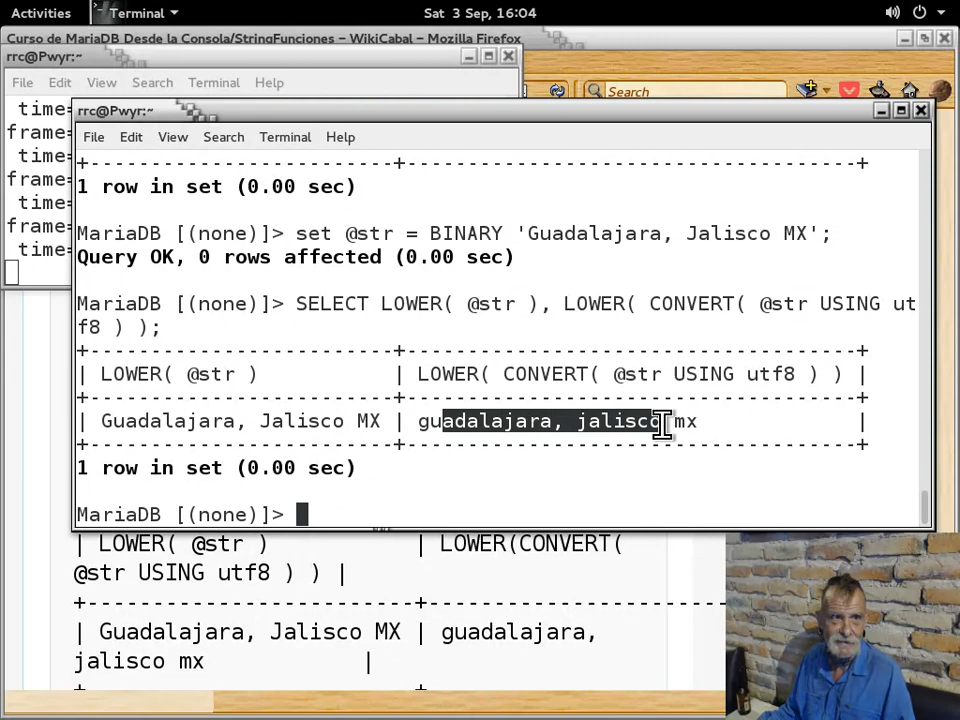 Activities
Terminal
Sat 3 Sep, 16:04
Curso de MariaDB Desde la Consola/StringFunciones – WikiCabal – Mozilla Firefox
rrc@Pwyr:~
File Edit View Search Terminal Help
Search
time=
frame=
time=
frame=
time=
frame=
time=
rrc@Pwyr:~
File Edit View Search Terminal Help
+--------------------------+--------------------------------------+
1 row in set (0.00 sec)
MariaDB [(none)]> set @str = BINARY 'Guadalajara, Jalisco MX';
Query OK, 0 rows affected (0.00 sec)
MariaDB [(none)]> SELECT LOWER( @str ), LOWER( CONVERT( @str USING ut
f8 ) );
+--------------------------+--------------------------------------+
| LOWER( @str ) | LOWER( CONVERT( @str USING utf8 ) ) |
+--------------------------+--------------------------------------+
| Guadalajara, Jalisco MX | guadalajara, jalisco mx |
+--------------------------+--------------------------------------+
1 row in set (0.00 sec)
MariaDB [(none)]>
| LOWER( @str ) | LOWER(CONVERT(
@str USING utf8 ) ) |
+--------------------------+------------------------
| Guadalajara, Jalisco MX | guadalajara,
jalisco mx |